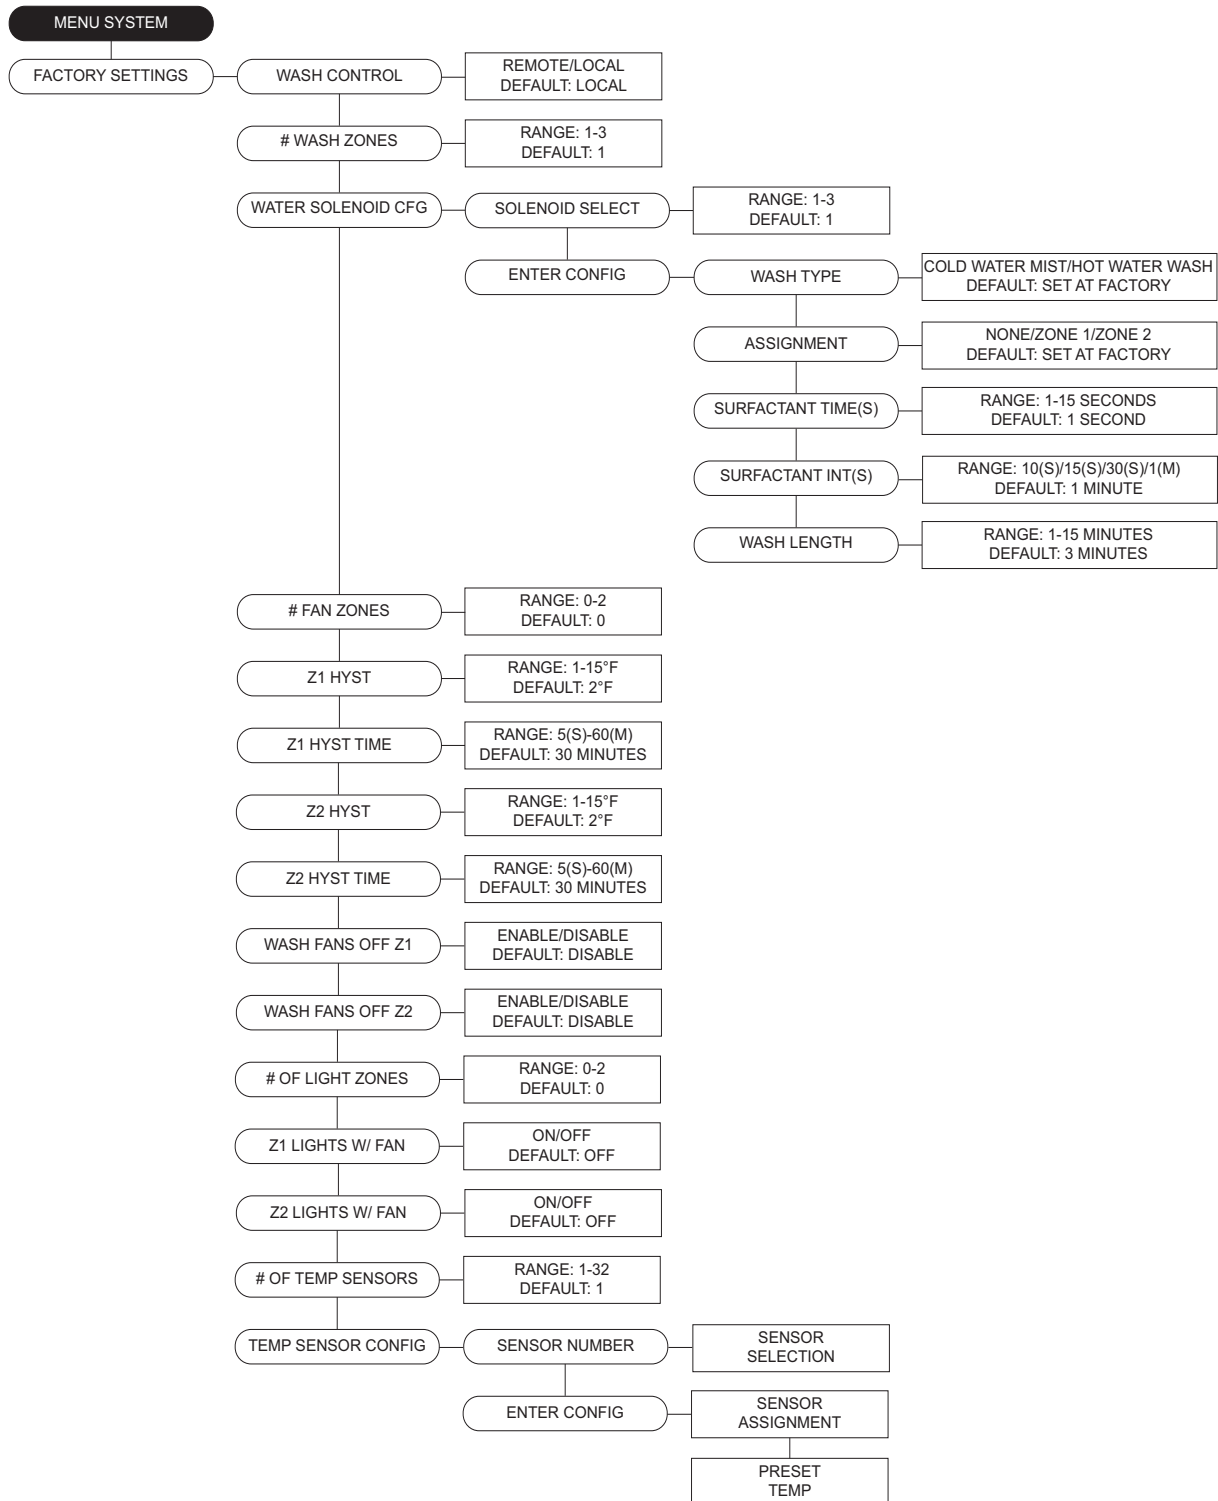 MENU SYSTEM
FACTORY SETTINGS
WASH CONTROL
REMOTE/LOCAL
DEFAULT: LOCAL
# WASH ZONES
RANGE: 1-3
DEFAULT: 1
WATER SOLENOID CFG
SOLENOID SELECT
RANGE: 1-3
DEFAULT: 1
ENTER CONFIG
WASH TYPE
COLD WATER MIST/HOT WATER WASH
DEFAULT: SET AT FACTORY
ASSIGNMENT
NONE/ZONE 1/ZONE 2
DEFAULT: SET AT FACTORY
SURFACTANT TIME(S)
RANGE: 1-15 SECONDS
DEFAULT: 1 SECOND
SURFACTANT INT(S)
RANGE: 10(S)/15(S)/30(S)/1(M)
DEFAULT: 1 MINUTE
WASH LENGTH
RANGE: 1-15 MINUTES
DEFAULT: 3 MINUTES
# FAN ZONES
RANGE: 0-2
DEFAULT: 0
Z1 HYST
RANGE: 1-15°F
DEFAULT: 2°F
Z1 HYST TIME
RANGE: 5(S)-60(M)
DEFAULT: 30 MINUTES
Z2 HYST
RANGE: 1-15°F
DEFAULT: 2°F
Z2 HYST TIME
RANGE: 5(S)-60(M)
DEFAULT: 30 MINUTES
WASH FANS OFF Z1
ENABLE/DISABLE
DEFAULT: DISABLE
WASH FANS OFF Z2
ENABLE/DISABLE
DEFAULT: DISABLE
# OF LIGHT ZONES
RANGE: 0-2
DEFAULT: 0
Z1 LIGHTS W/ FAN
ON/OFF
DEFAULT: OFF
Z2 LIGHTS W/ FAN
ON/OFF
DEFAULT: OFF
# OF TEMP SENSORS
RANGE: 1-32
DEFAULT: 1
TEMP SENSOR CONFIG
SENSOR NUMBER
SENSOR
SELECTION
ENTER CONFIG
SENSOR
ASSIGNMENT
PRESET
TEMP